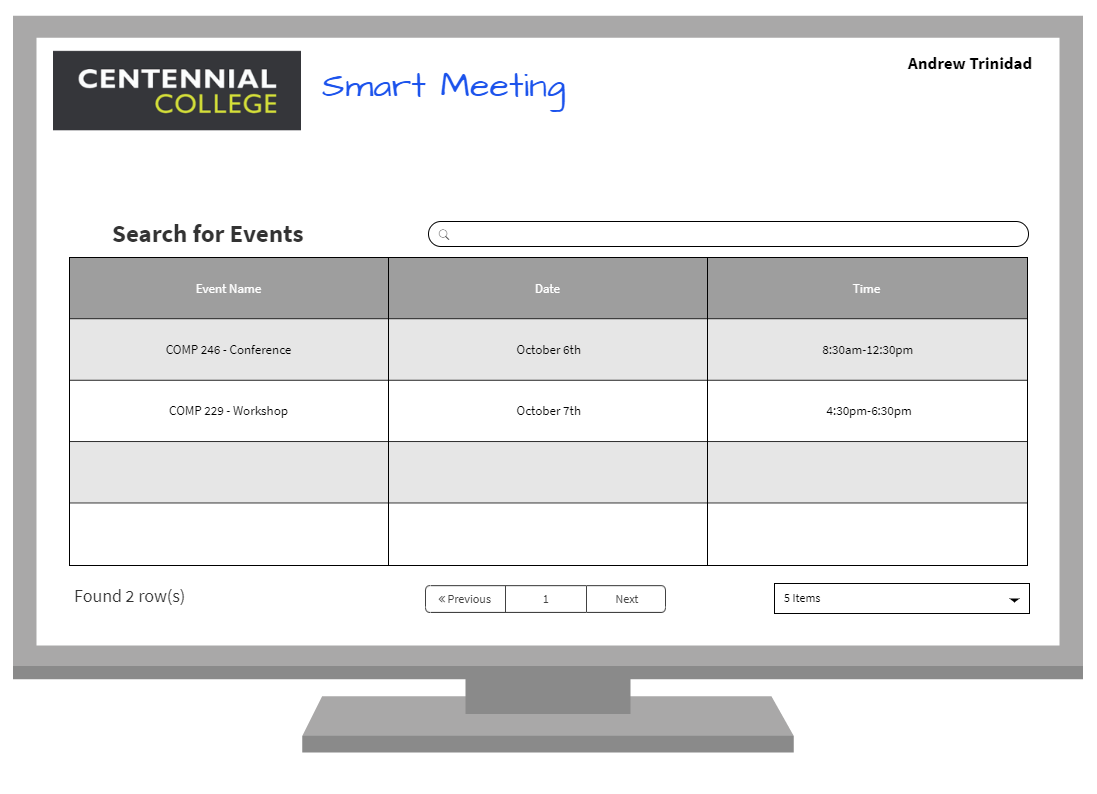 CENTENNIAL
COLLEGE
Smart Meeting
Andrew Trinidad
Search for Events
Event Name Date Time
COMP 246 - Conference October 6th 8:30am-12:30pm
COMP 229 - Workshop October 7th 4:30pm-6:30pm
Found 2 row(s) « Previous 1 Next 5 Items